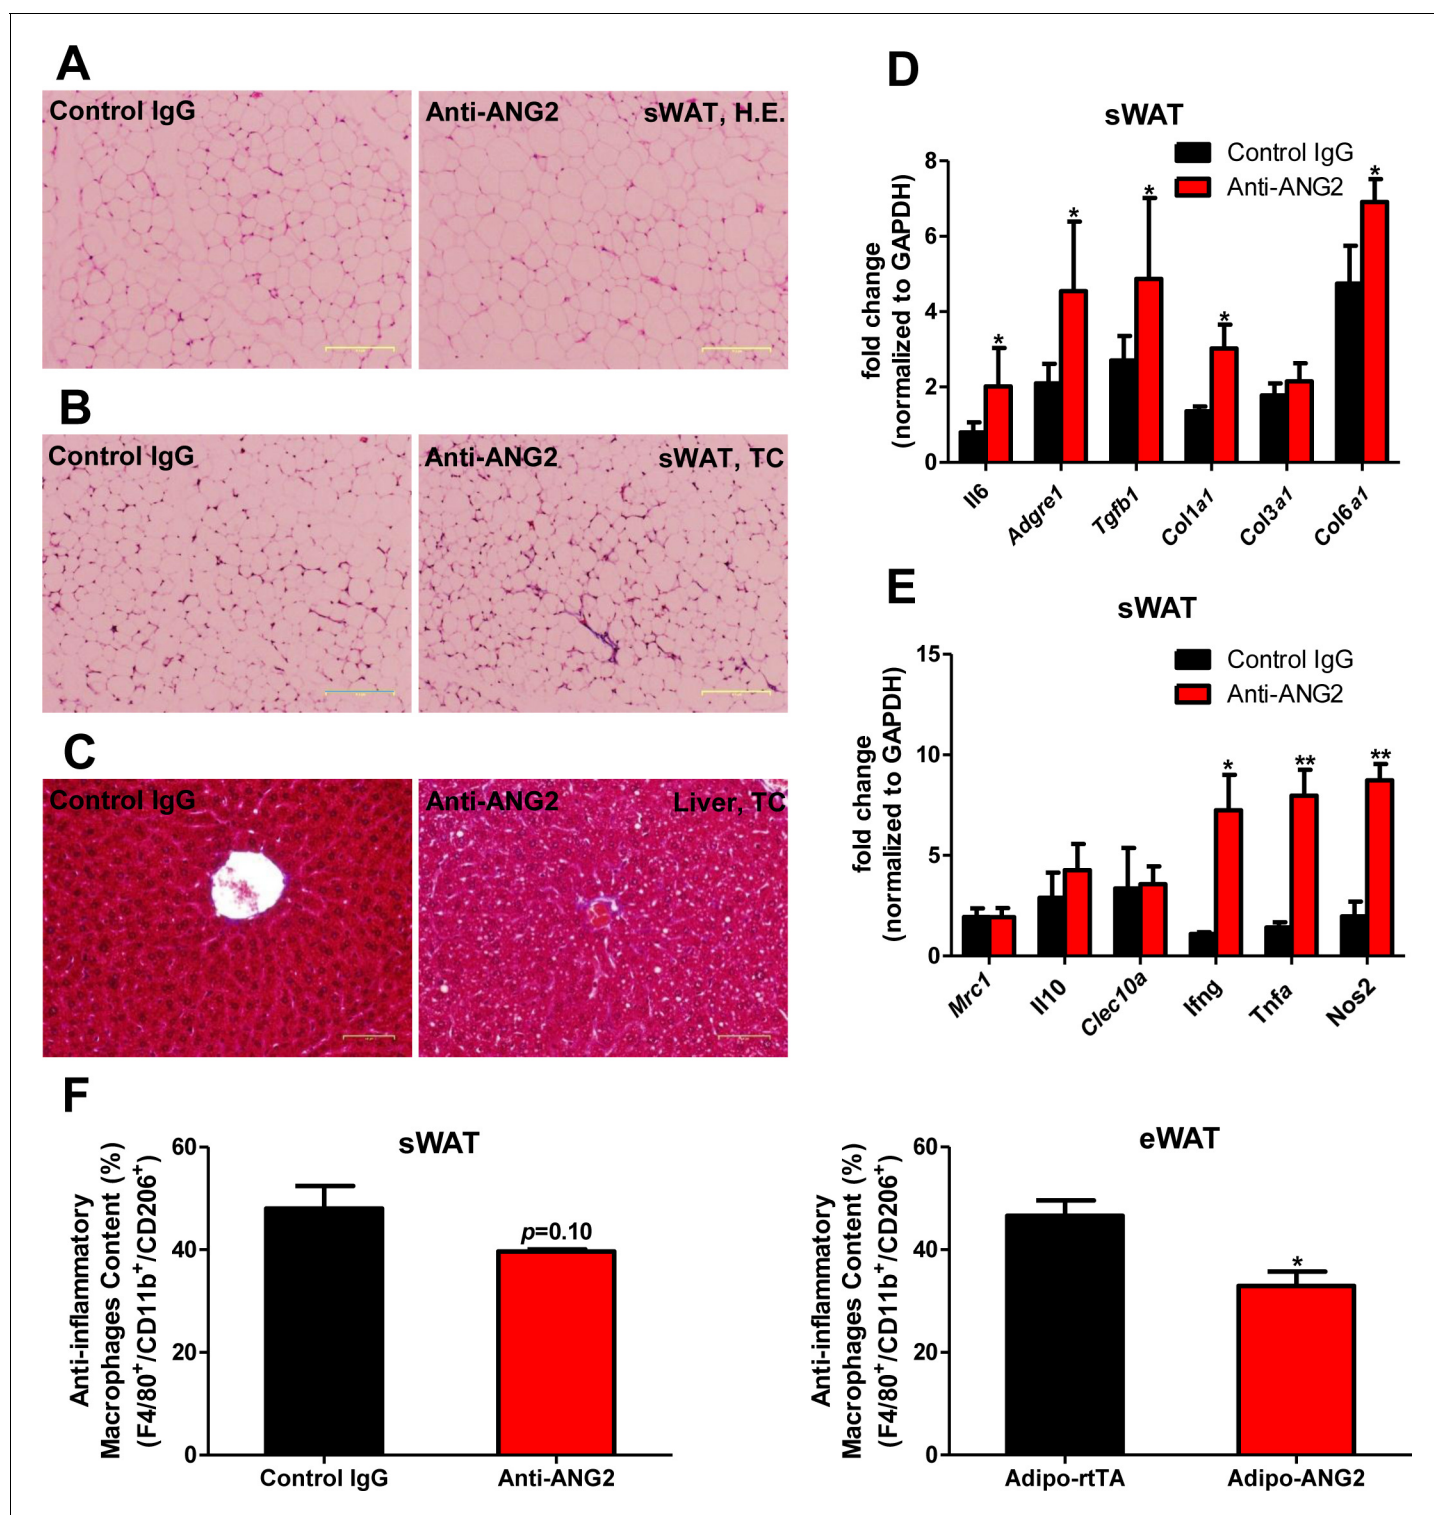 A
Control IgG
Anti-ANG2
sWAT, H.E.
B
Control IgG
Anti-ANG2
sWAT, TC
C
Control IgG
Anti-ANG2
Liver, TC
D
sWAT
Control IgG
Anti-ANG2
fold change
(normalized to GAPDH)
8
6
4
2
0
*
*
*
*
*
Il6
Adgre1
Tgfb1
Col1a1
Col3a1
Col6a1
E
sWAT
Control IgG
Anti-ANG2
fold change
(normalized to GAPDH)
15
10
5
0
*
**
**
Mrc1
Il10
Clec10a
Ifng
Tnfa
Nos2
F
sWAT
Anti-inflammatory
Macrophages Content (%)
(F4/80+/CD11b+/CD206+)
60
40
20
0
p=0.10
Control IgG
Anti-ANG2
eWAT
Anti-inflammatory
Macrophages Content (%)
(F4/80+/CD11b+/CD206+)
60
40
20
0
*
Adipo-rtTA
Adipo-ANG2